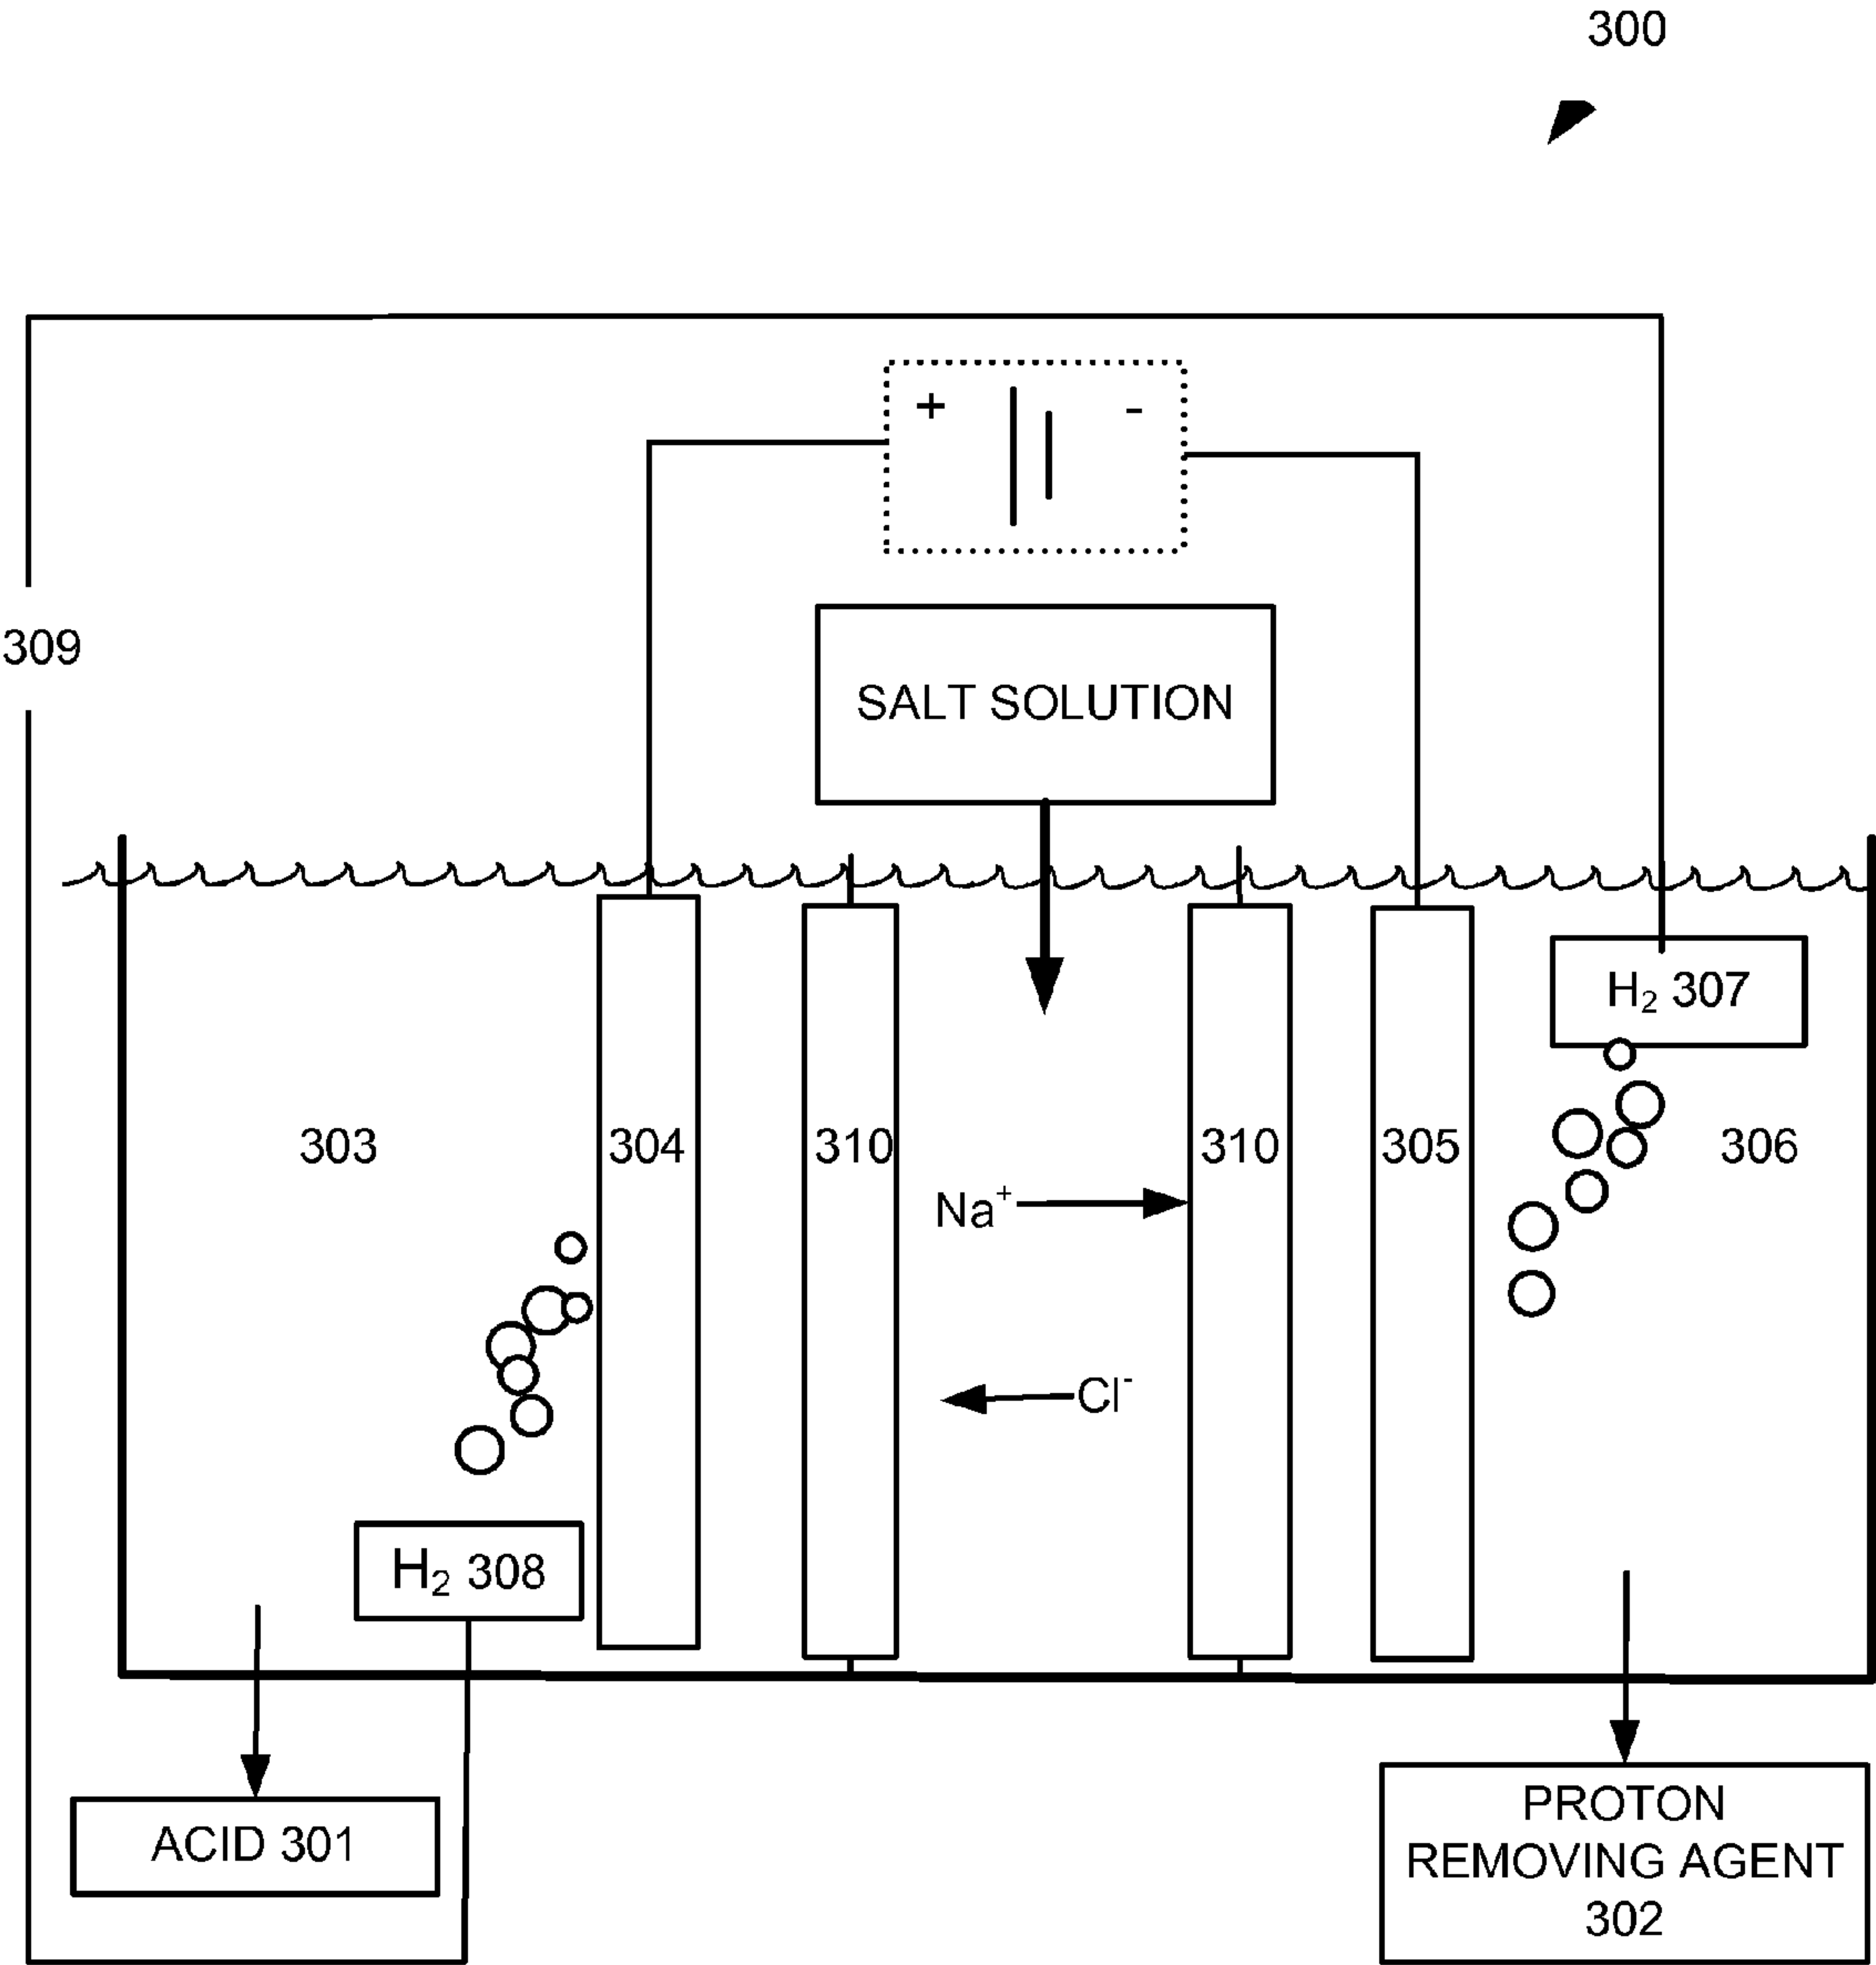 300
+ -
309
SALT SOLUTION
H₂ 307
303 304 310 310 305 306
Na⁺
Cl⁻
H₂ 308
ACID 301
PROTON
REMOVING AGENT
302